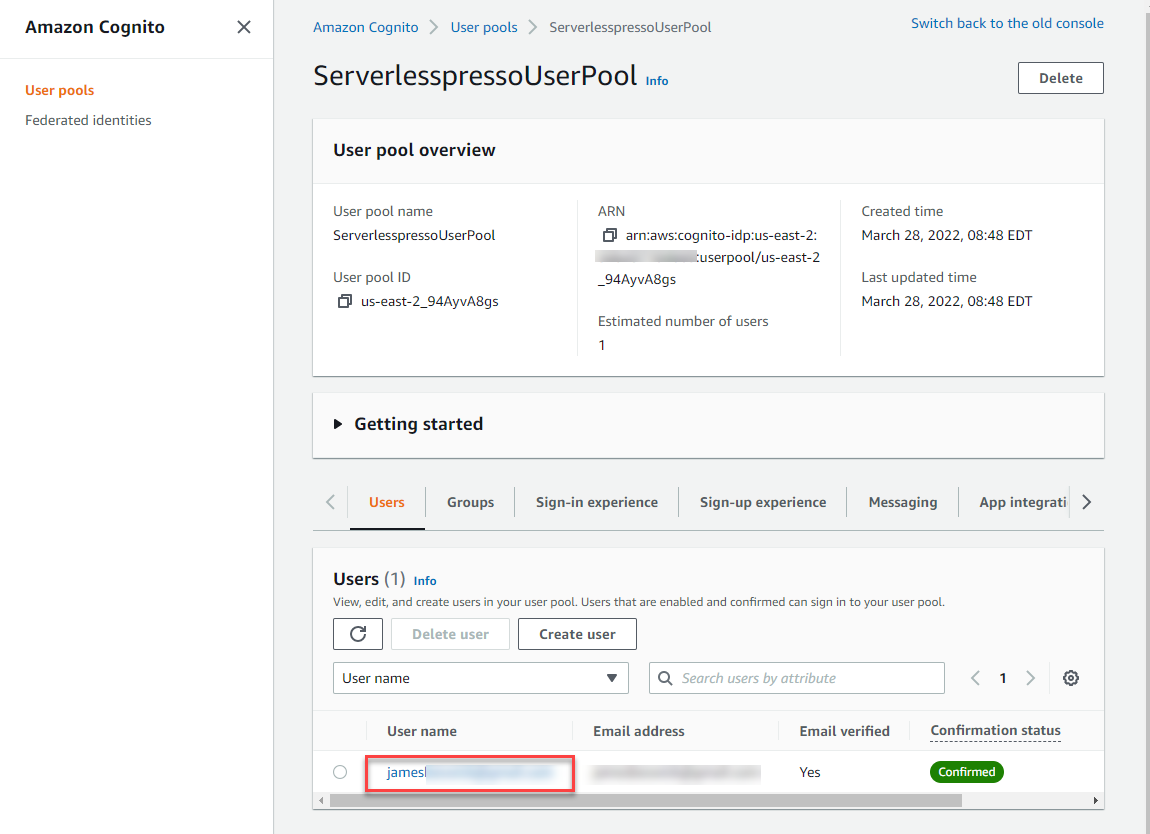 Amazon Cognito
User pools
Federated identities
Amazon Cognito User pools ServerlesspressoUserPool
Switch back to the old console
ServerlesspressoUserPool Info
Delete
User pool overview
User pool name
ServerlesspressoUserPool
User pool ID
us-east-2_94AyvA8gs
ARN
arn:aws:cognito-idp:us-east-2:
:userpool/us-east-2
_94AyvA8gs
Estimated number of users
1
Created time
March 28, 2022, 08:48 EDT
Last updated time
March 28, 2022, 08:48 EDT
Getting started
Users Groups Sign-in experience Sign-up experience Messaging App integrati
Users (1) Info
View, edit, and create users in your user pool. Users that are enabled and confirmed can sign in to your user pool.
Delete user Create user
User name Search users by attribute 1
User name Email address Email verified Confirmation status
james Yes Confirmed